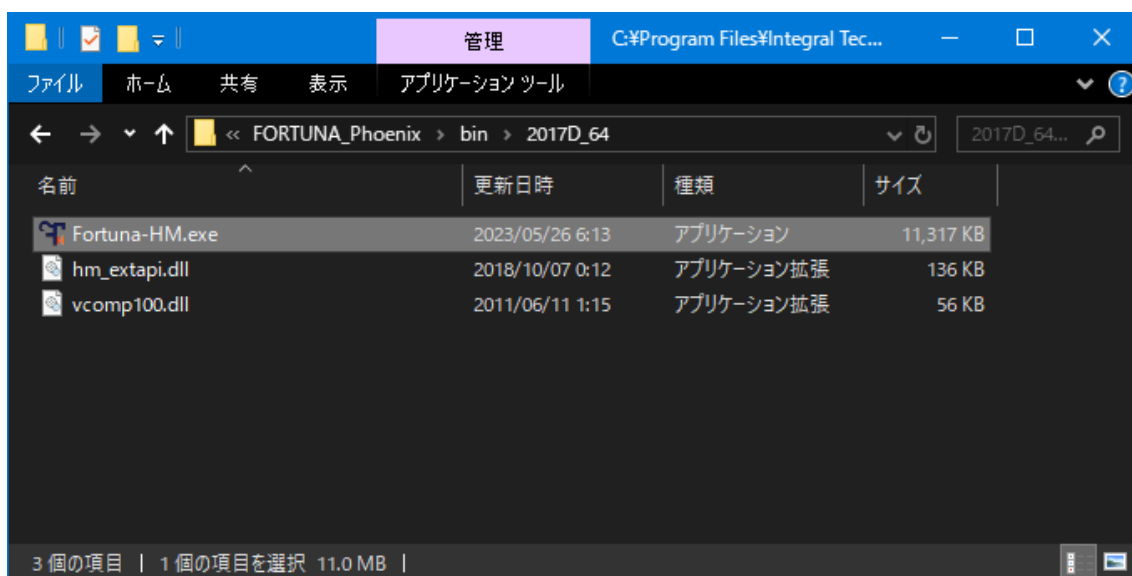 管理 C:¥Program Files¥Integral Tec...
ファイル ホーム 共有 表示 アプリケーション ツール
« FORTUNA_Phoenix › bin › 2017D_64 2017D_64...
名前 更新日時 種類 サイズ
Fortuna-HM.exe 2023/05/26 6:13 アプリケーション 11,317 KB
hm_extapi.dll 2018/10/07 0:12 アプリケーション拡張 136 KB
vcomp100.dll 2011/06/11 1:15 アプリケーション拡張 56 KB
3 個の項目 | 1 個の項目を選択 11.0 MB |